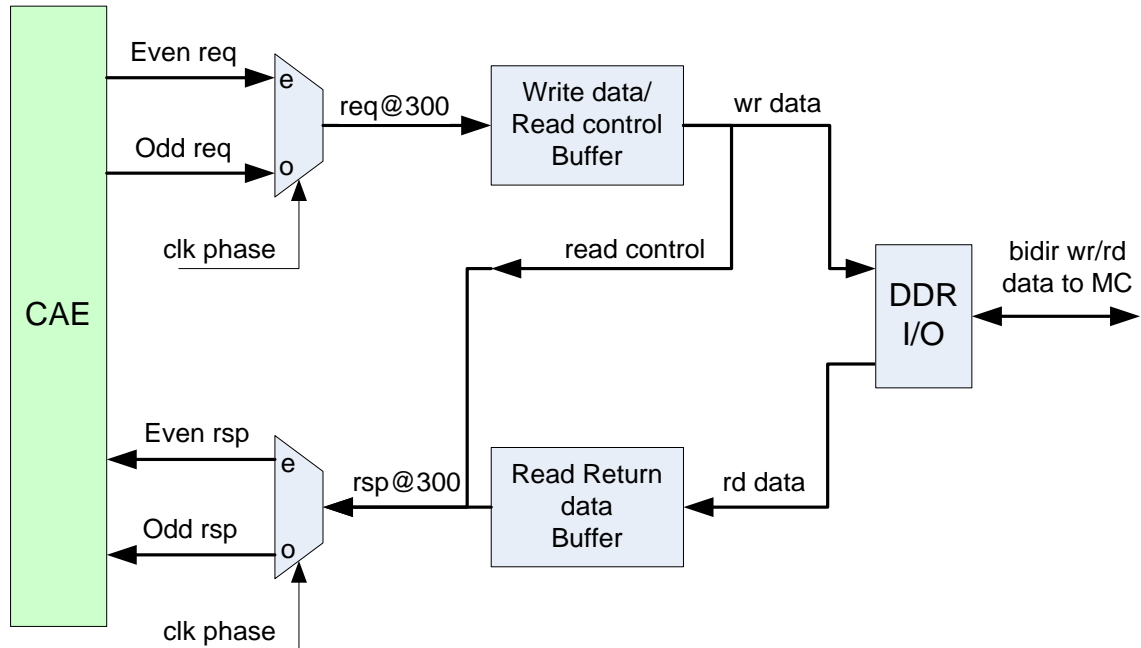 Even req
e
req@300
Write data/
Read control
Buffer
wr data
Odd req
o
clk phase
read control
bidir wr/rd
data to MC
CAE
DDR
I/O
Even rsp
e
rsp@300
Read Return
data
Buffer
rd data
Odd rsp
o
clk phase